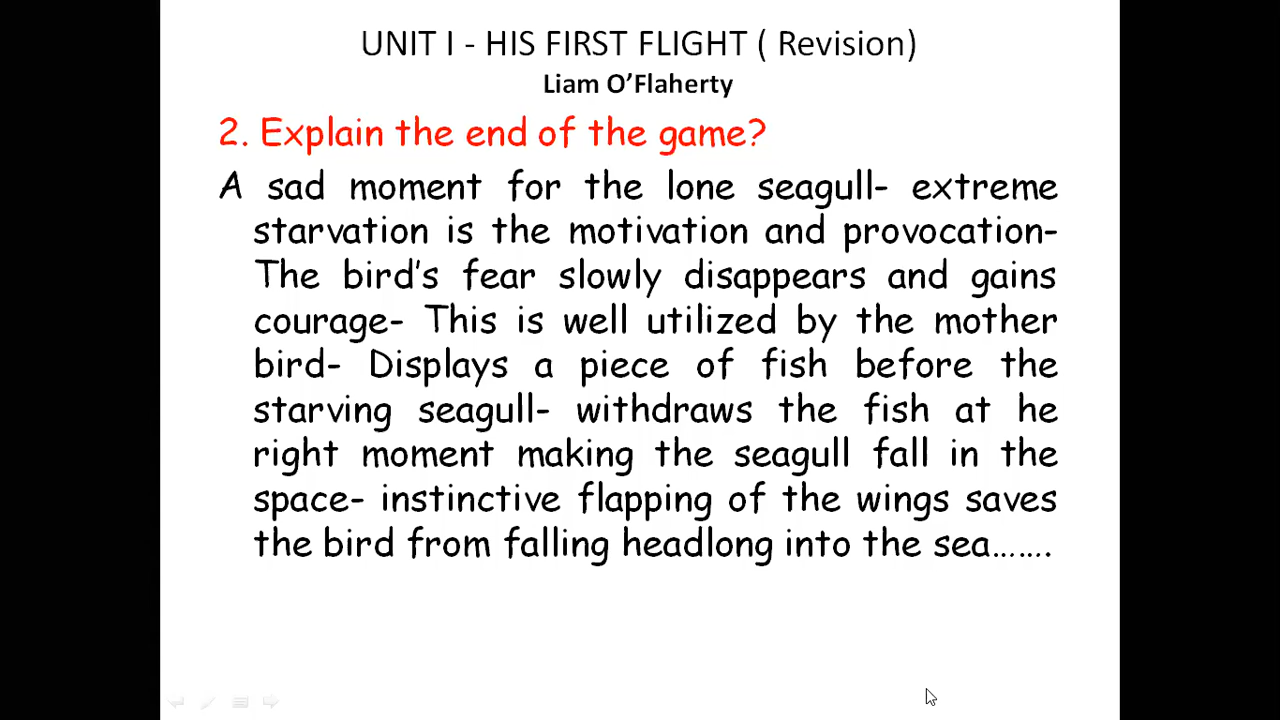 UNIT I - HIS FIRST FLIGHT ( Revision)
Liam O’Flaherty
2. Explain the end of the game?
A sad moment for the lone seagull- extreme
starvation is the motivation and provocation-
The bird’s fear slowly disappears and gains
courage- This is well utilized by the mother
bird- Displays a piece of fish before the
starving seagull- withdraws the fish at he
right moment making the seagull fall in the
space- instinctive flapping of the wings saves
the bird from falling headlong into the sea.......